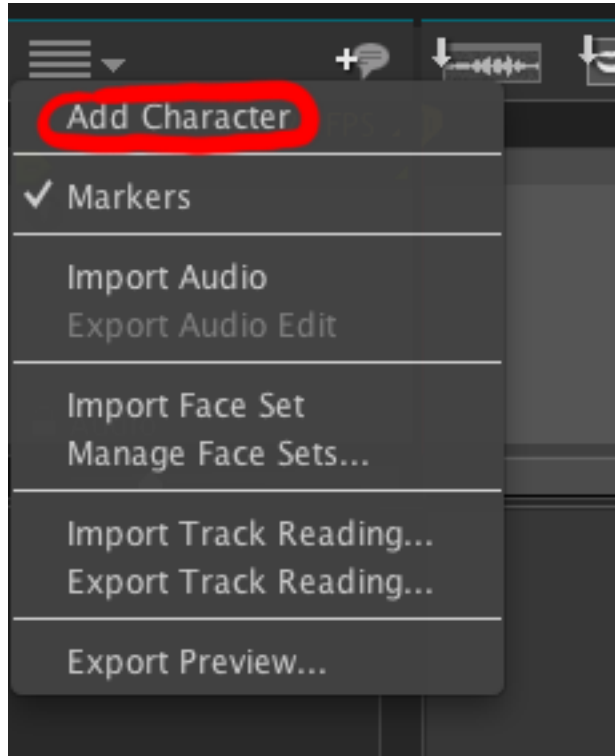 Add Character
FPS
Markers
Import Audio
Export Audio Edit
Import Face Set
Manage Face Sets...
Import Track Reading...
Export Track Reading...
Export Preview...